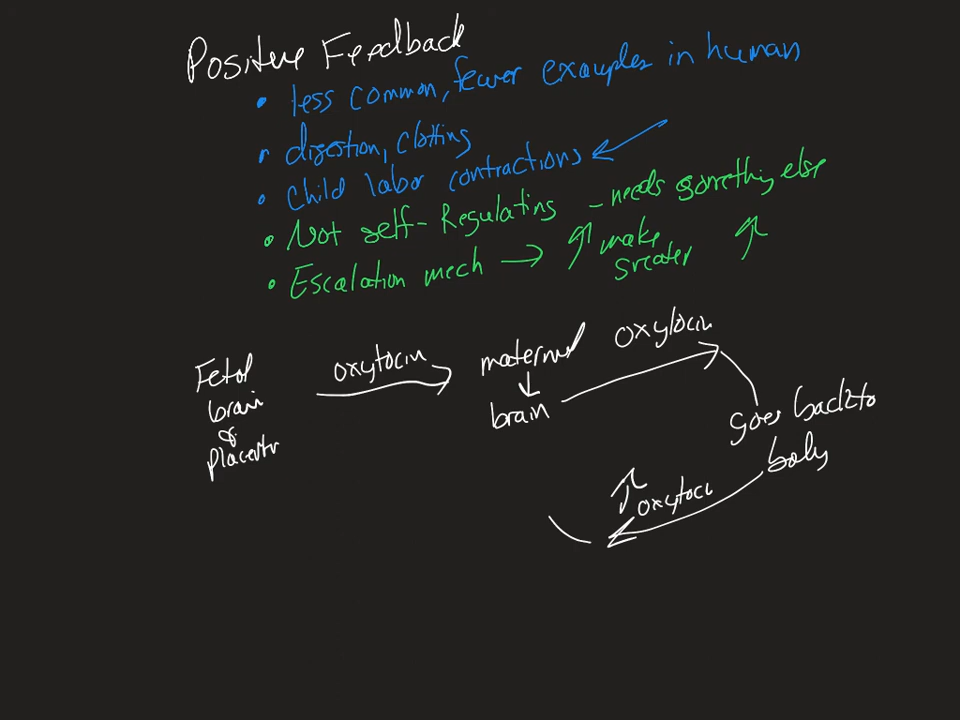 Positive Feedback
• less common, fewer examples in human
• digestion, clotting
• child labor contractions
• Not self-Regulating - needs something else
• Escalation mech → ↑ make greater ↑
Fetal brain & placenta
oxytocin
maternal
↓
brain
oxytocin
goes back to body
↑ oxytoci